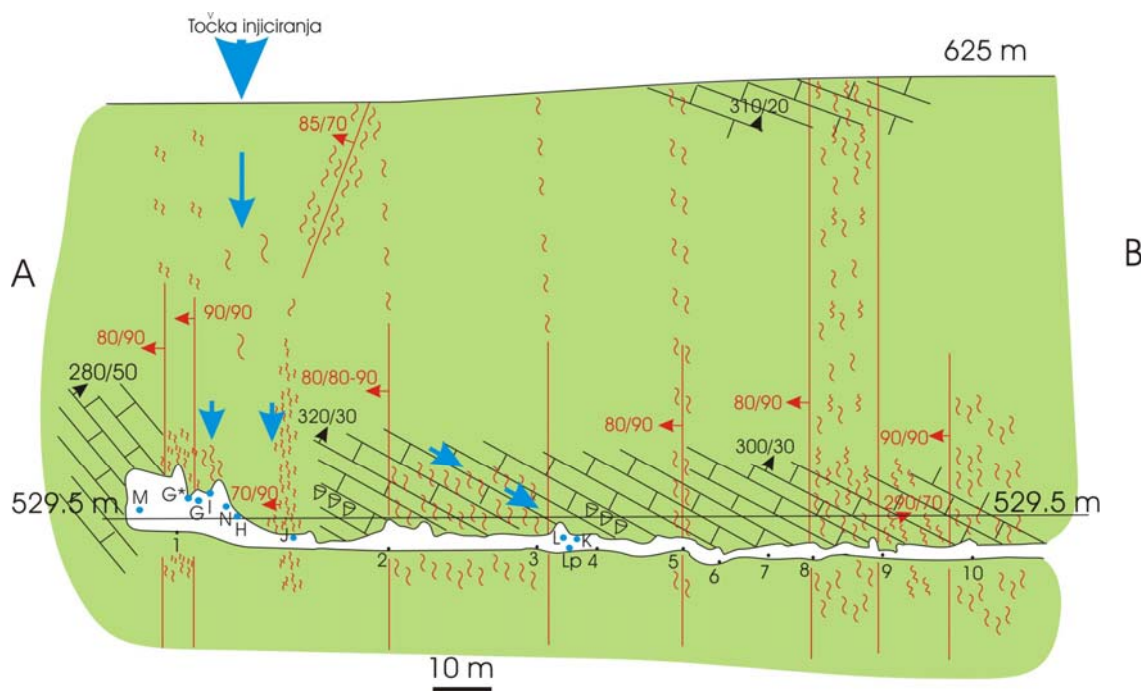 Točka injiciranja
625 m
310/20
85/70
A
B
90/90
80/90
280/50
80/80-90
320/30
80/90
80/90
90/90
300/30
70/90
290/70
529.5 m
529.5 m
M
G*
G
I
N
H
J
L
K
Lp
1
2
3
4
5
6
7
8
9
10
10 m